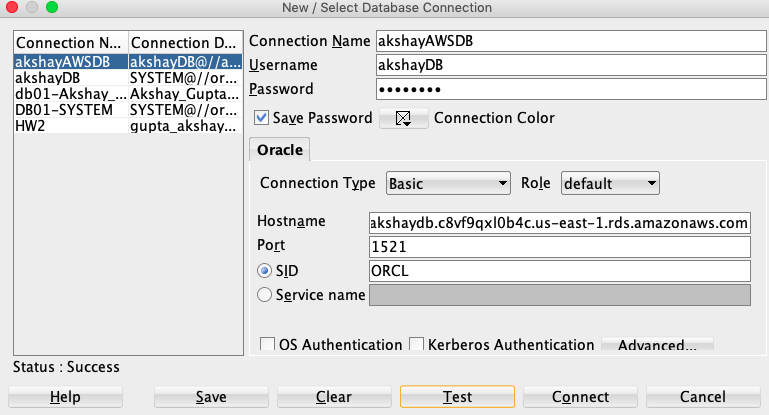 New / Select Database Connection
Connection N... Connection D...
akshayAWSDB akshayDB@//a...
akshayDB SYSTEM@//or...
db01-Akshay_... Akshay_Gupta...
DB01-SYSTEM SYSTEM@//or...
HW2 gupta_akshay...
Connection Name akshayAWSDB
Username akshayDB
Password ••••••••
Save Password Connection Color
Oracle
Connection Type Basic Role default
Hostname akshaydb.c8vf9qxl0b4c.us-east-1.rds.amazonaws.com
Port 1521
SID ORCL
Service name
OS Authentication Kerberos Authentication Advanced...
Status : Success
Help Save Clear Test Connect Cancel